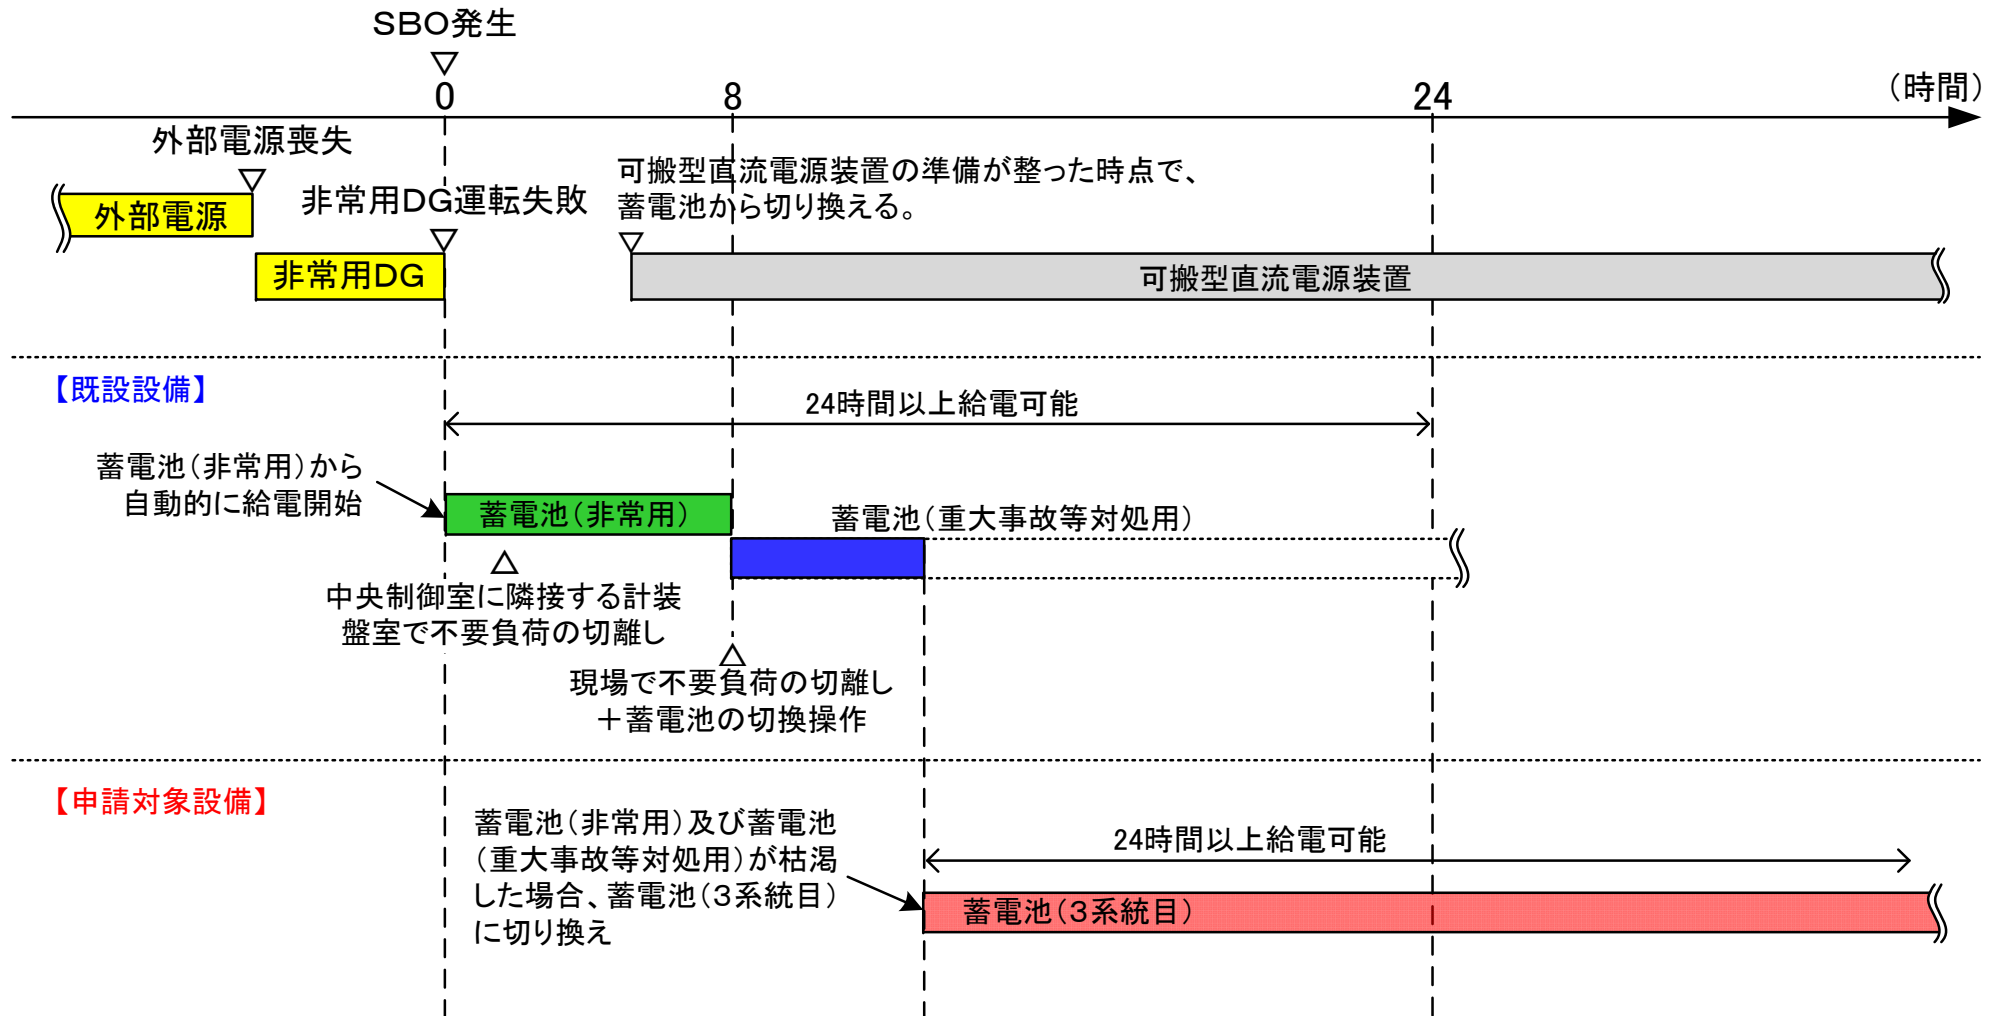 SBO発生
0
8
24
(時間)
外部電源喪失
外部電源
非常用DG運転失敗
非常用DG
可搬型直流電源装置の準備が整った時点で、
蓄電池から切り換える。
可搬型直流電源装置
【既設設備】
24時間以上給電可能
蓄電池(非常用)から
自動的に給電開始
蓄電池(非常用)
蓄電池(重大事故等対処用)
中央制御室に隣接する計装
盤室で不要負荷の切離し
現場で不要負荷の切離し
+蓄電池の切換操作
【申請対象設備】
蓄電池(非常用)及び蓄電池
(重大事故等対処用)が枯渇
した場合、蓄電池(3系統目)
に切り換え
24時間以上給電可能
蓄電池(3系統目)